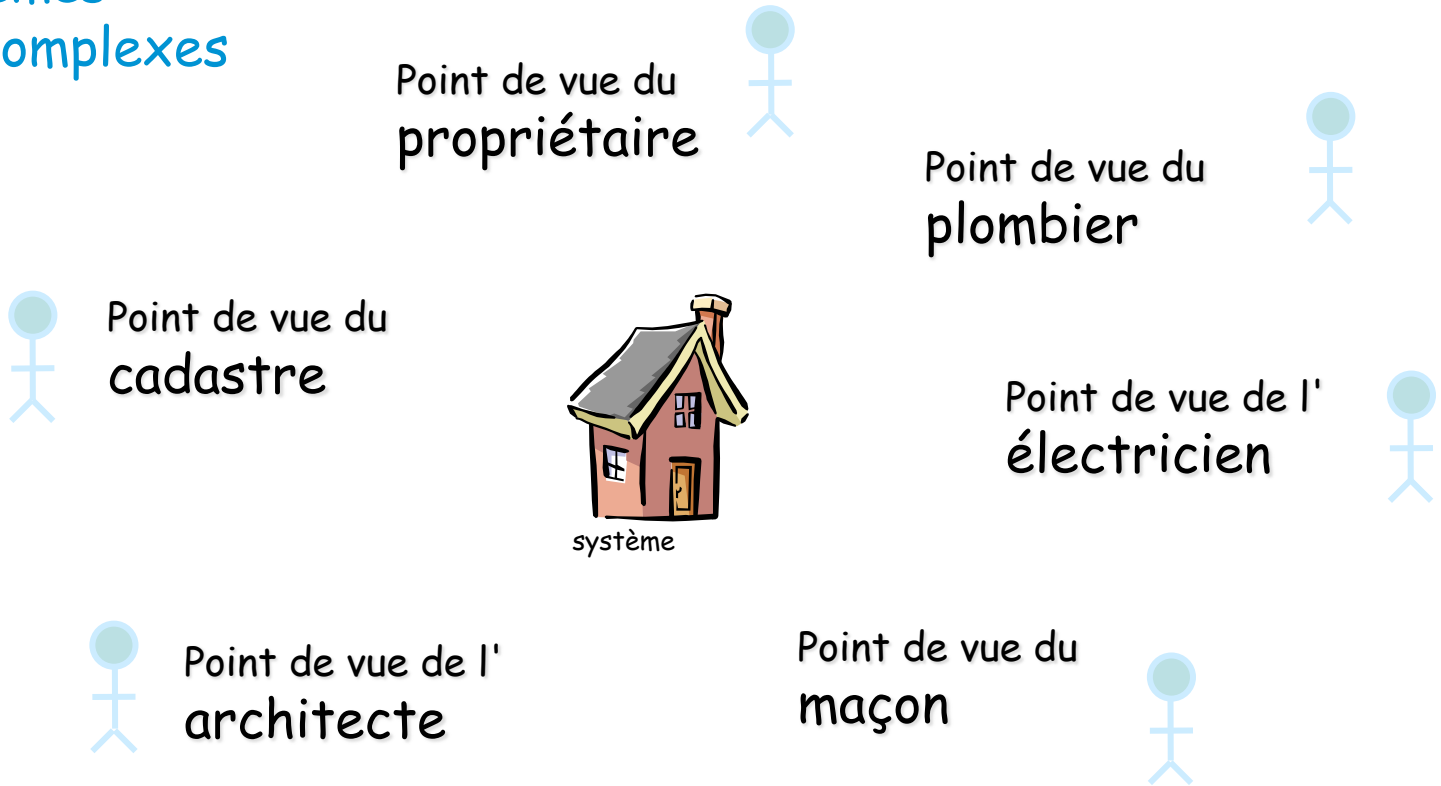 omplexes
Point de vue du
propriétaire
Point de vue du
plombier
Point de vue du
cadastre
Point de vue de l'
électricien
système
Point de vue de l'
architecte
Point de vue du
maçon